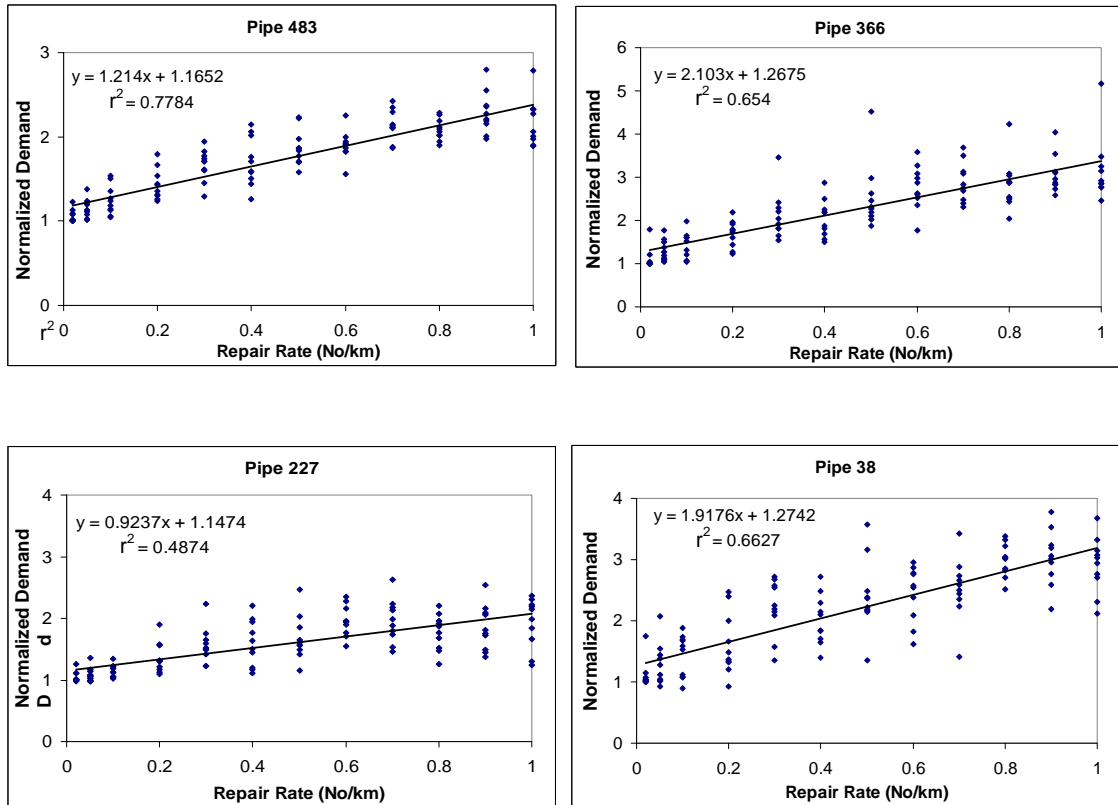 Pipe 483
y = 1.214x + 1.1652
r² = 0.7784
Normalized Demand
3
2
1
0
r²
0 0.2 0.4 0.6 0.8 1
Repair Rate (No/km)
Pipe 366
y = 2.103x + 1.2675
r² = 0.654
Normalized Demand
6
5
4
3
2
1
0
0 0.2 0.4 0.6 0.8 1
Repair Rate (No/km)
Pipe 227
y = 0.9237x + 1.1474
r² = 0.4874
Normalized Demand
D d d
4
3
2
1
0
0 0.2 0.4 0.6 0.8 1
Repair Rate (No/km)
Pipe 38
y = 1.9176x + 1.2742
r² = 0.6627
Normalized Demand
4
3
2
1
0
0 0.2 0.4 0.6 0.8 1
Repair Rate (No/km)